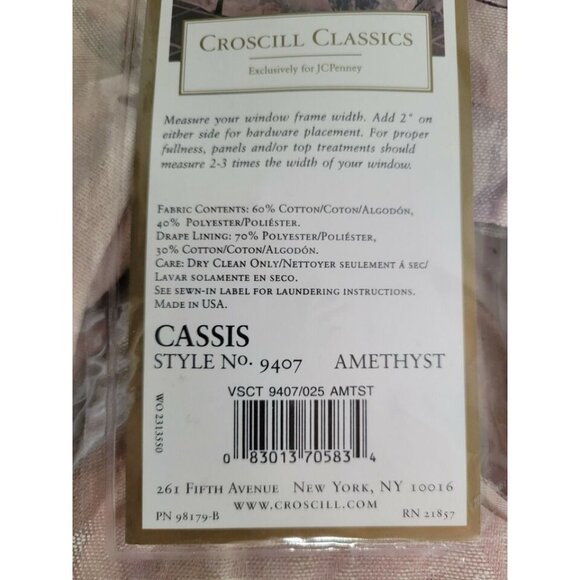 CROSCILL CLASSICS
Exclusively for JCPenney
Measure your window frame width. Add 2" on
either side for hardware placement. For proper
fullness, panels and/or top treatments should
measure 2-3 times the width of your window.
FABRIC CONTENTS: 60% COTTON/COTON/ALGODÓN,
40% POLYESTER/POLIÉSTER.
DRAPE LINING: 70% POLYESTER/POLIÉSTER,
30% COTTON/COTON/ALGODÓN.
CARE: DRY CLEAN ONLY/NETTOYER SEULEMENT Á SEC/
LAVAR SOLAMENTE EN SECO.
SEE SEWN-IN LABEL FOR LAUNDERING INSTRUCTIONS.
MADE IN USA.
CASSIS
STYLE No. 9407 AMETHYST
VSCT 9407/025 AMTST
0 83013 70583 4
WO 2313550
261 FIFTH AVENUE NEW YORK, NY 10016
WWW.CROSCILL.COM
PN 98179-B RN 21857